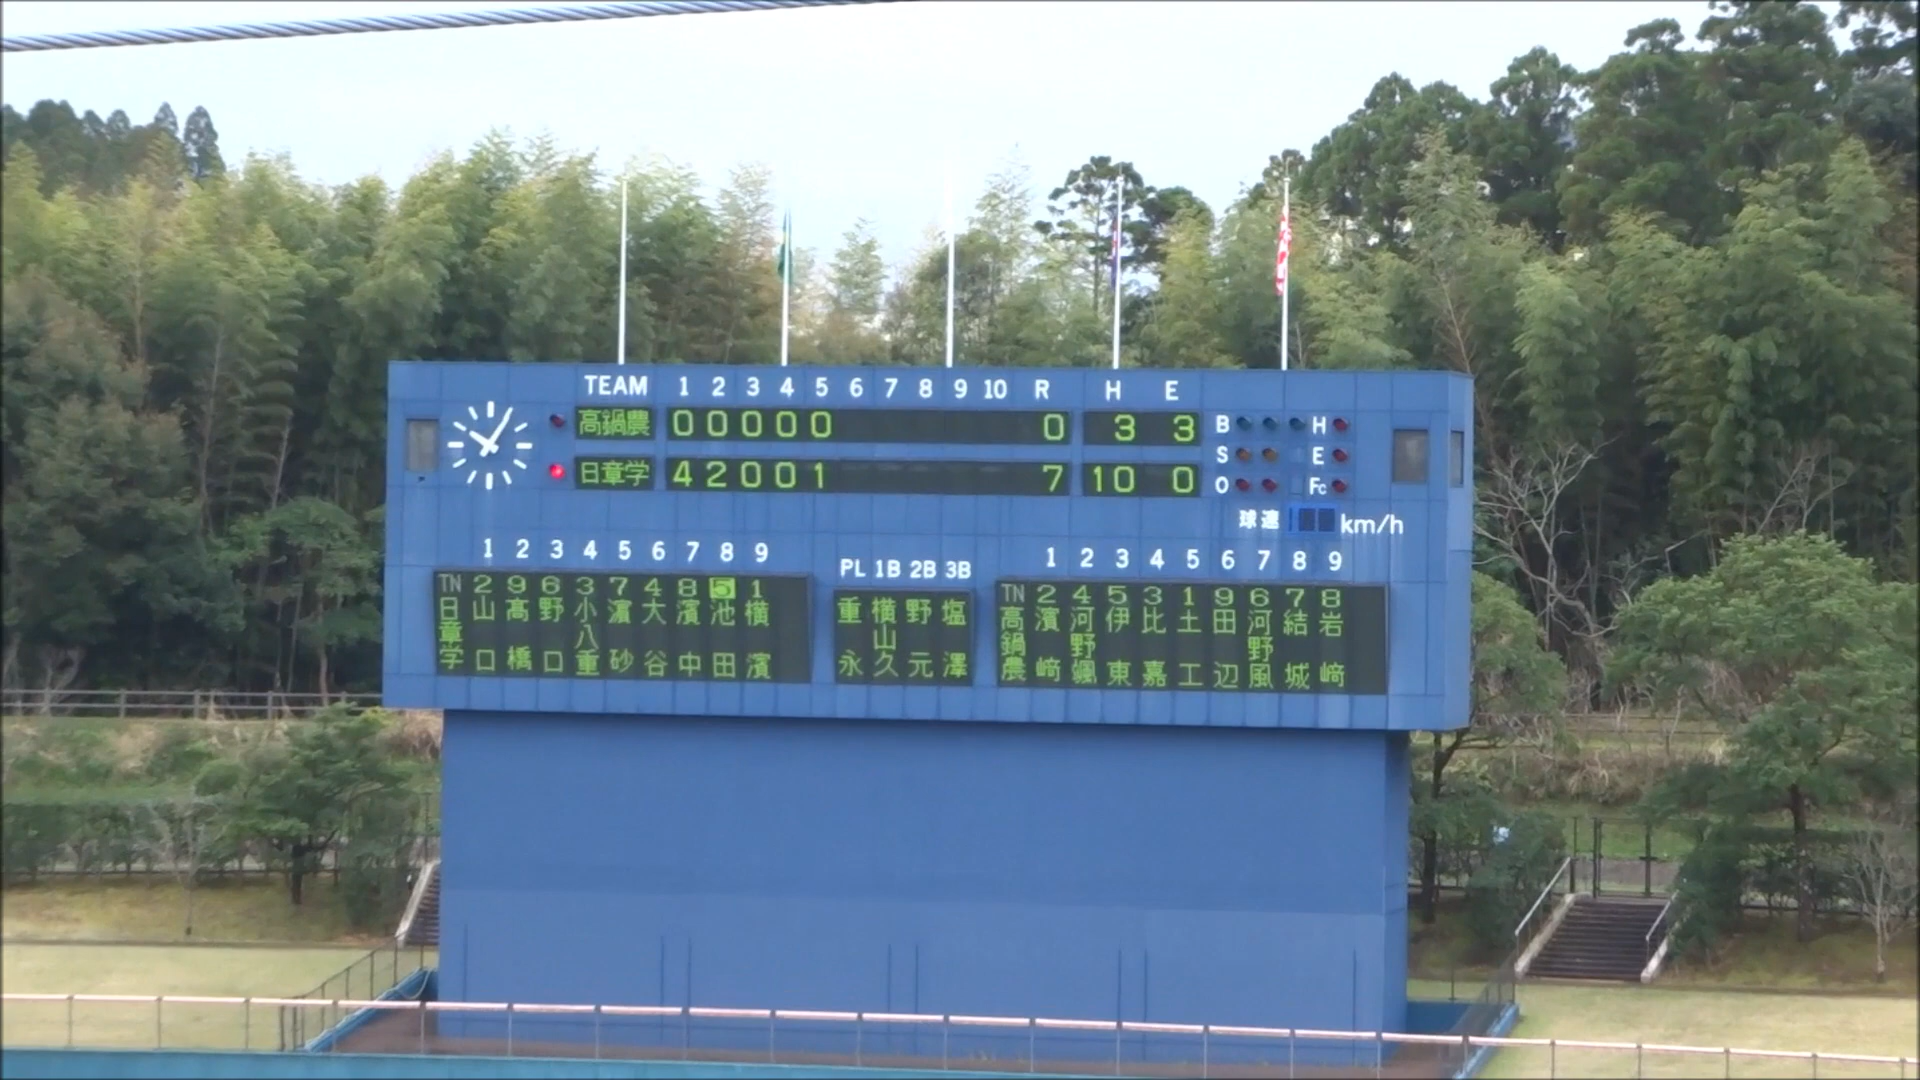 TEAM 1 2 3 4 5 6 7 8 9 10 R H E
高鍋農 0 0 0 0 0 0 3 3
日章学 4 2 0 0 1 7 10 0
B H
S E
O Fc
球速 km/h
1 2 3 4 5 6 7 8 9
TN 2 9 6 3 7 4 8 5 1
日章学 山口 髙橋 野口 小八重 濵砂 大谷 濵中 池田 横濱
PL 1B 2B 3B
重永 横山久 野元 塩澤
1 2 3 4 5 6 7 8 9
TN 2 4 5 3 1 9 6 7 8
高鍋農 濱﨑 河野颯 伊東 比嘉 土工 田辺 河野風 結城 岩﨑